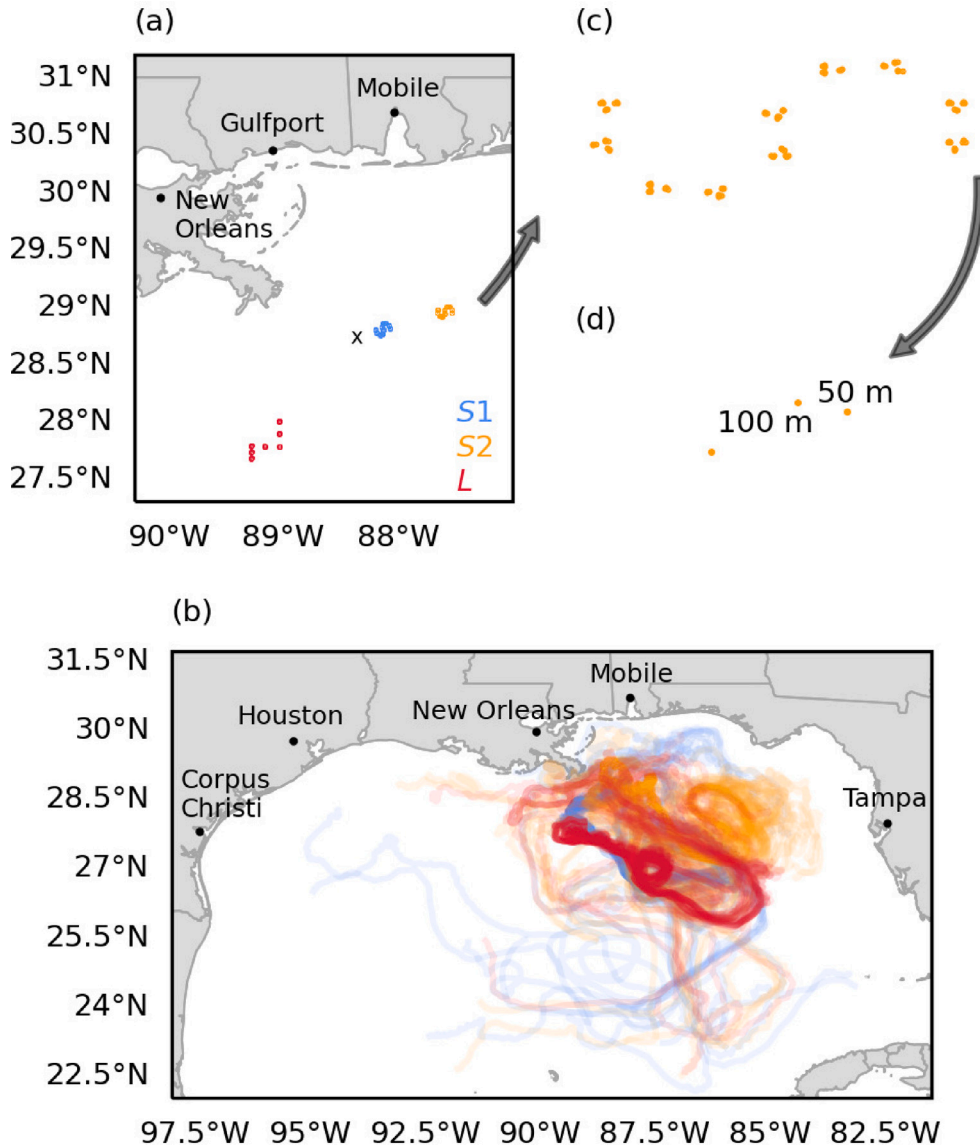 (a)
31°N
30.5°N
30°N
29.5°N
29°N
28.5°N
28°N
27.5°N
Mobile
Gulfport
New
Orleans
x
S1
S2
L
90°W 89°W 88°W
(c)
(d)
50 m
100 m
(b)
31.5°N
30°N
28.5°N
27°N
25.5°N
24°N
22.5°N
Mobile
New Orleans
Houston
Corpus
Christi
Tampa
97.5°W 95°W 92.5°W 90°W 87.5°W 85°W 82.5°W